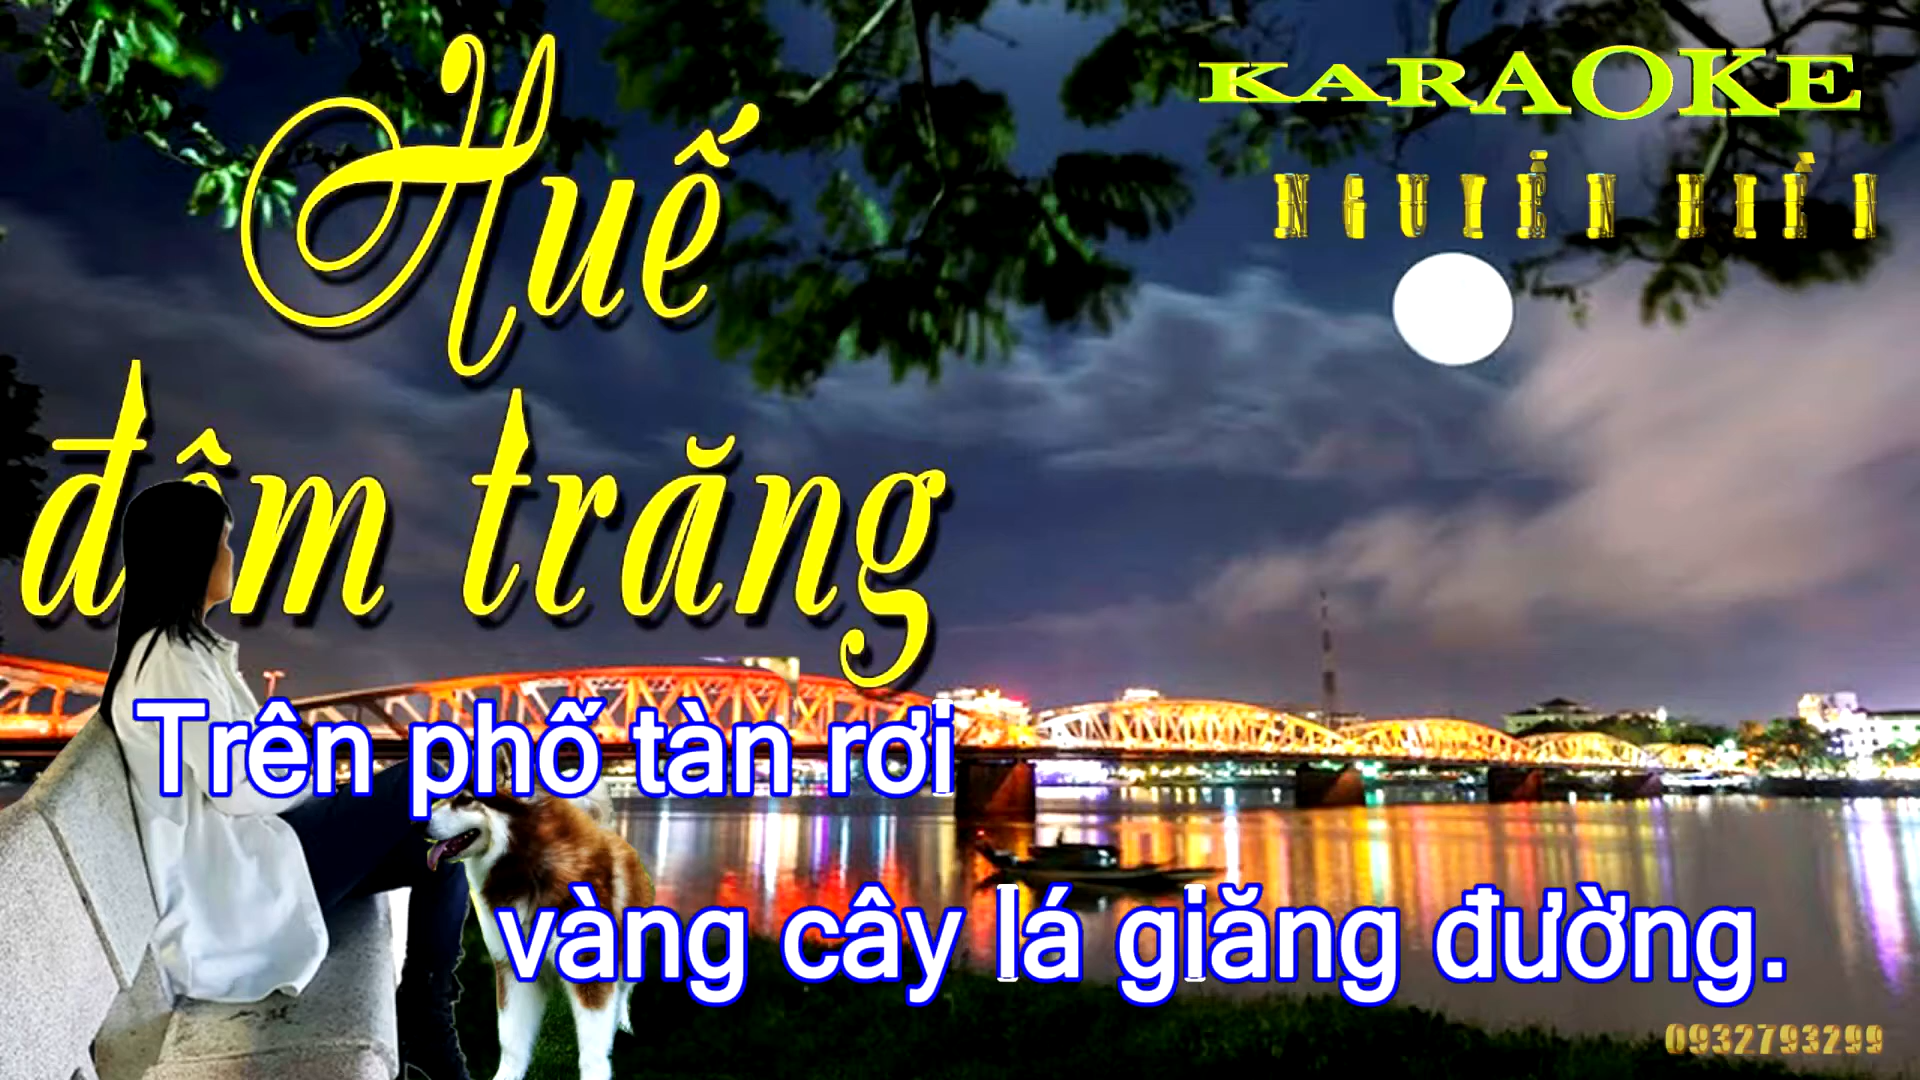 Huế
đêm trăng
KARAOKE
NGUYỄN HIỀN
Trên phố tàn rơi
vàng cây lá giăng đường.
0932793299